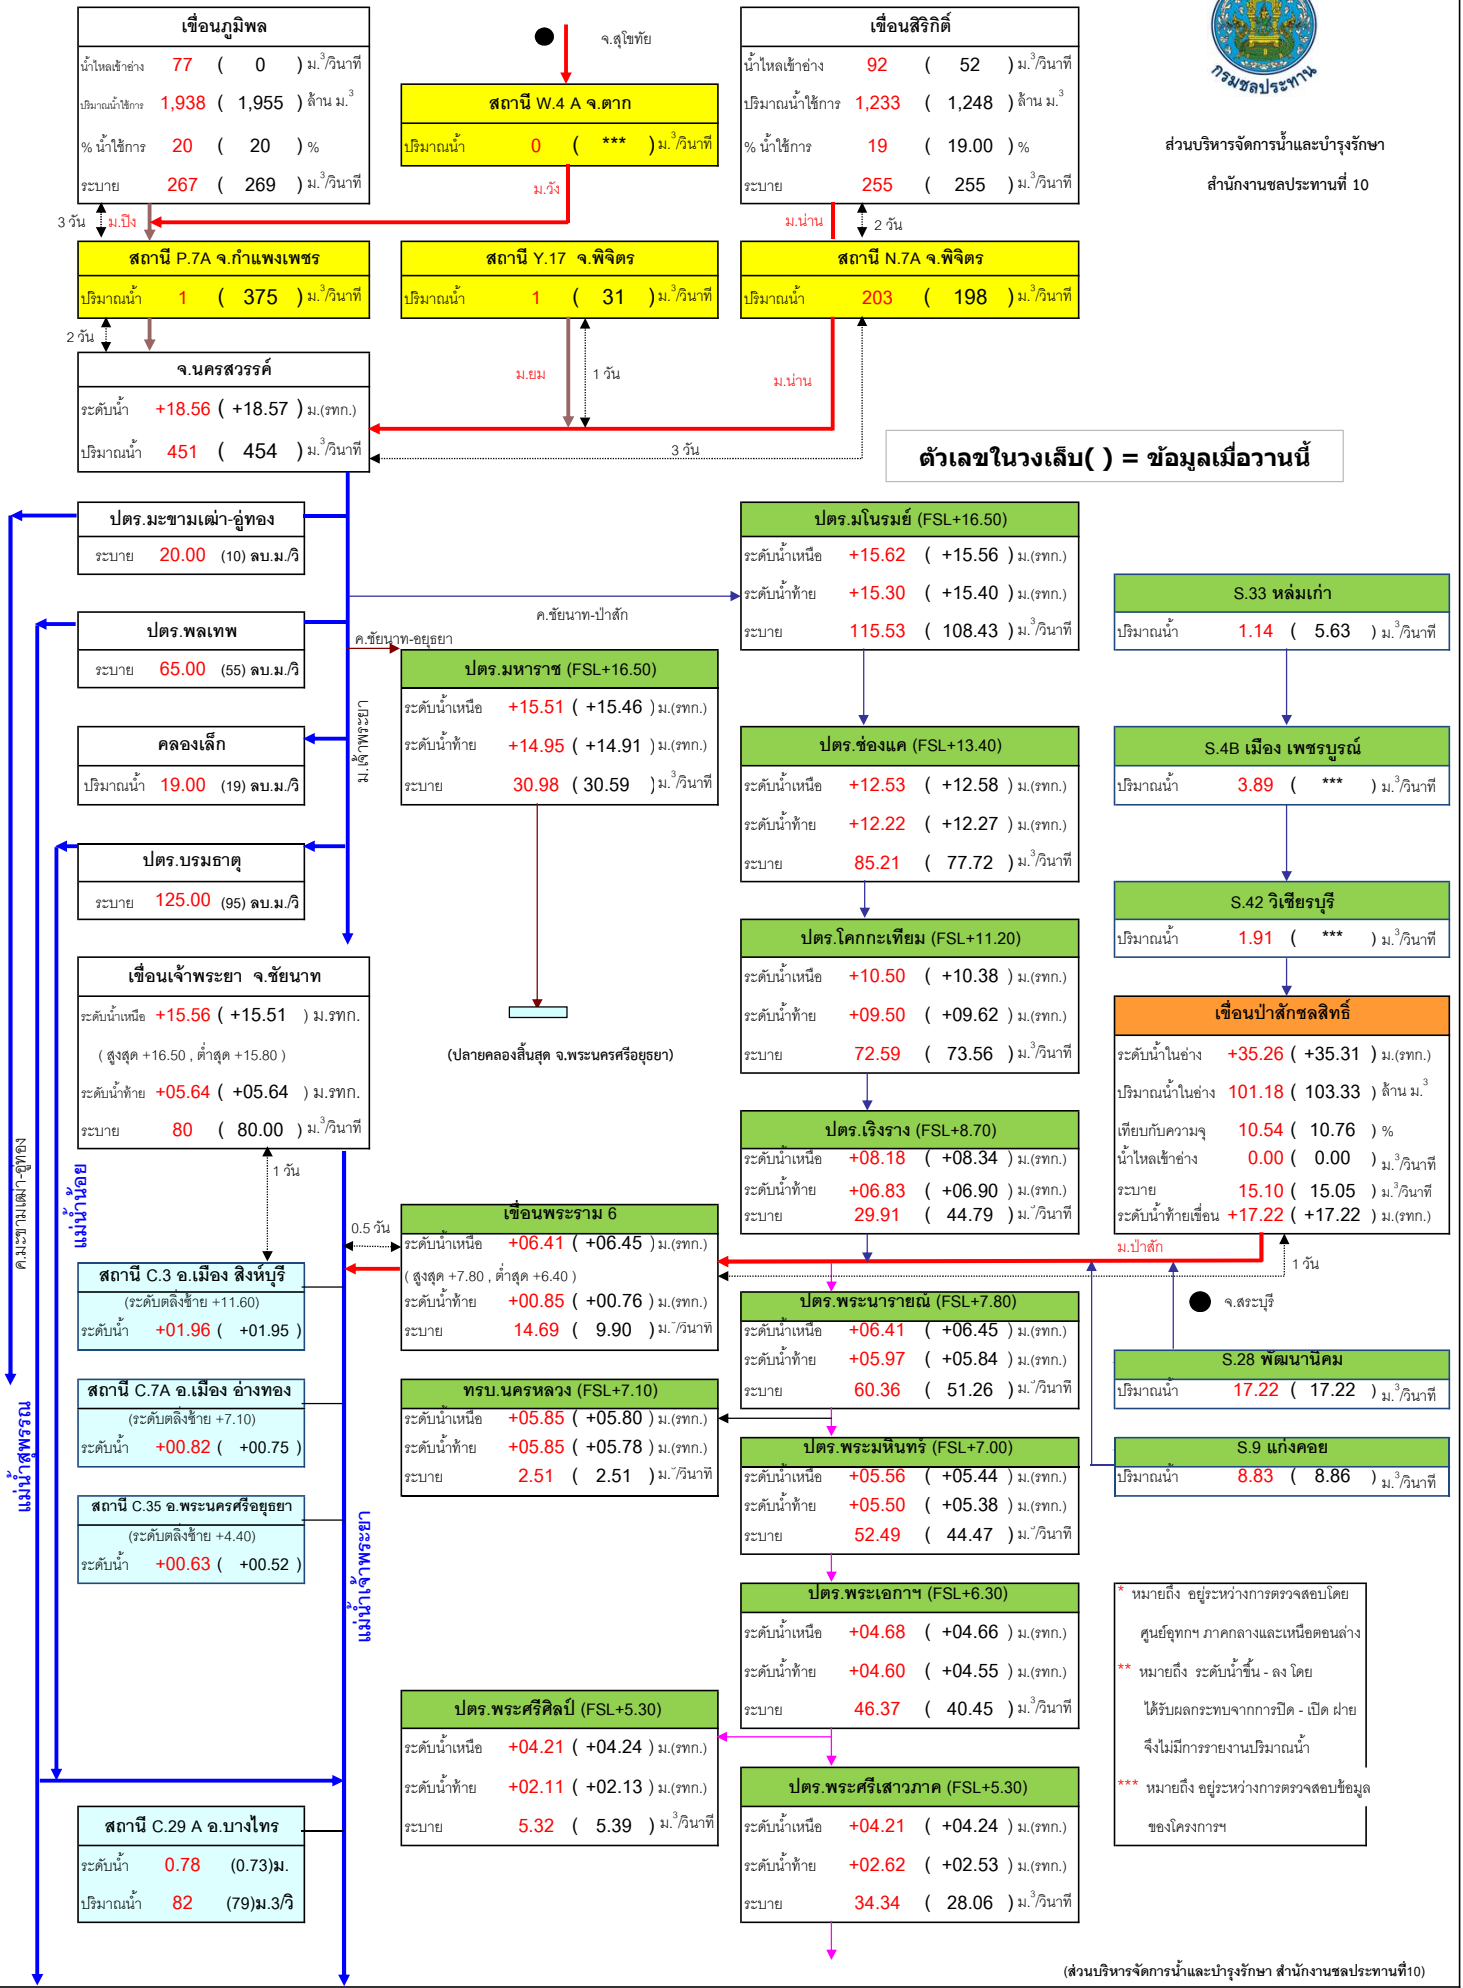 เขื่อนภูมิพล
น้ำไหลเข้าอ่าง 77 ( 0 ) ม.³/วินาที
ปริมาณน้ำใช้การ 1,938 ( 1,955 ) ล้าน ม.³
% น้ำใช้การ 20 ( 20 ) %
ระบาย 267 ( 269 ) ม.³/วินาที
จ.สุโขทัย
สถานี W.4 A จ.ตาก
ปริมาณน้ำ 0 ( *** ) ม.³/วินาที
เขื่อนสิริกิติ์
น้ำไหลเข้าอ่าง 92 ( 52 ) ม.³/วินาที
ปริมาณน้ำใช้การ 1,233 ( 1,248 ) ล้าน ม.³
% น้ำใช้การ 19 ( 19.00 ) %
ระบาย 255 ( 255 ) ม.³/วินาที
กรมชลประทาน
ส่วนบริหารจัดการน้ำและบำรุงรักษา
สำนักงานชลประทานที่ 10
3 วัน
ม.ปิง
ม.วัง
ม.น่าน
2 วัน
สถานี P.7A จ.กำแพงเพชร
ปริมาณน้ำ 1 ( 375 ) ม.³/วินาที
สถานี Y.17 จ.พิจิตร
ปริมาณน้ำ 1 ( 31 ) ม.³/วินาที
สถานี N.7A จ.พิจิตร
ปริมาณน้ำ 203 ( 198 ) ม.³/วินาที
2 วัน
ม.ยม
1 วัน
ม.น่าน
จ.นครสวรรค์
ระดับน้ำ +18.56 ( +18.57 ) ม.(รทก.)
ปริมาณน้ำ 451 ( 454 ) ม.³/วินาที
3 วัน
ตัวเลขในวงเล็บ( ) = ข้อมูลเมื่อวานนี้
ปตร.มะขามเฒ่า-อู่ทอง
ระบาย 20.00 (10) ลบ.ม./วิ
ปตร.พลเทพ
ระบาย 65.00 (55) ลบ.ม./วิ
คลองเล็ก
ปริมาณน้ำ 19.00 (19) ลบ.ม./วิ
ปตร.บรมธาตุ
ระบาย 125.00 (95) ลบ.ม./วิ
ค.ชัยนาท-ป่าสัก
ค.ชัยนาท-อยุธยา
ม.เจ้าพระยา
ปตร.มหาราช (FSL+16.50)
ระดับน้ำเหนือ +15.51 ( +15.46 ) ม.(รทก.)
ระดับน้ำท้าย +14.95 ( +14.91 ) ม.(รทก.)
ระบาย 30.98 ( 30.59 ) ม.³/วินาที
(ปลายคลองสิ้นสุด จ.พระนครศรีอยุธยา)
ปตร.มโนรมย์ (FSL+16.50)
ระดับน้ำเหนือ +15.62 ( +15.56 ) ม.(รทก.)
ระดับน้ำท้าย +15.30 ( +15.40 ) ม.(รทก.)
ระบาย 115.53 ( 108.43 ) ม.³/วินาที
ปตร.ช่องแค (FSL+13.40)
ระดับน้ำเหนือ +12.53 ( +12.58 ) ม.(รทก.)
ระดับน้ำท้าย +12.22 ( +12.27 ) ม.(รทก.)
ระบาย 85.21 ( 77.72 ) ม.³/วินาที
ปตร.โคกกะเทียม (FSL+11.20)
ระดับน้ำเหนือ +10.50 ( +10.38 ) ม.(รทก.)
ระดับน้ำท้าย +09.50 ( +09.62 ) ม.(รทก.)
ระบาย 72.59 ( 73.56 ) ม.³/วินาที
ปตร.เริงราง (FSL+8.70)
ระดับน้ำเหนือ +08.18 ( +08.34 ) ม.(รทก.)
ระดับน้ำท้าย +06.83 ( +06.90 ) ม.(รทก.)
ระบาย 29.91 ( 44.79 ) ม.³/วินาที
S.33 หล่มเก่า
ปริมาณน้ำ 1.14 ( 5.63 ) ม.³/วินาที
S.4B เมือง เพชรบูรณ์
ปริมาณน้ำ 3.89 ( *** ) ม.³/วินาที
S.42 วิเชียรบุรี
ปริมาณน้ำ 1.91 ( *** ) ม.³/วินาที
เขื่อนป่าสักชลสิทธิ์
ระดับน้ำในอ่าง +35.26 ( +35.31 ) ม.(รทก.)
ปริมาณน้ำในอ่าง 101.18 ( 103.33 ) ล้าน ม.³
เทียบกับความจุ 10.54 ( 10.76 ) %
น้ำไหลเข้าอ่าง 0.00 ( 0.00 ) ม.³/วินาที
ระบาย 15.10 ( 15.05 ) ม.³/วินาที
ระดับน้ำท้ายเขื่อน +17.22 ( +17.22 ) ม.(รทก.)
เขื่อนเจ้าพระยา จ.ชัยนาท
ระดับน้ำเหนือ +15.56 ( +15.51 ) ม.รทก.
( สูงสุด +16.50 , ต่ำสุด +15.80 )
ระดับน้ำท้าย +05.64 ( +05.64 ) ม.รทก.
ระบาย 80 ( 80.00 ) ม.³/วินาที
ค.มะขามเฒ่า-อู่ทอง
แม่น้ำน้อย
1 วัน
0.5 วัน
เขื่อนพระราม 6
ระดับน้ำเหนือ +06.41 ( +06.45 ) ม.(รทก.)
( สูงสุด +7.80 , ต่ำสุด +6.40 )
ระดับน้ำท้าย +00.85 ( +00.76 ) ม.(รทก.)
ระบาย 14.69 ( 9.90 ) ม.³/วินาที
ม.ป่าสัก
1 วัน
จ.สระบุรี
สถานี C.3 อ.เมือง สิงห์บุรี
(ระดับตลิ่งซ้าย +11.60)
ระดับน้ำ +01.96 ( +01.95 )
สถานี C.7A อ.เมือง อ่างทอง
(ระดับตลิ่งซ้าย +7.10)
ระดับน้ำ +00.82 ( +00.75 )
สถานี C.35 อ.พระนครศรีอยุธยา
(ระดับตลิ่งซ้าย +4.40)
ระดับน้ำ +00.63 ( +00.52 )
แม่น้ำสุพรรณ
แม่น้ำเจ้าพระยา
ทรบ.นครหลวง (FSL+7.10)
ระดับน้ำเหนือ +05.85 ( +05.80 ) ม.(รทก.)
ระดับน้ำท้าย +05.85 ( +05.78 ) ม.(รทก.)
ระบาย 2.51 ( 2.51 ) ม.³/วินาที
ปตร.พระนารายณ์ (FSL+7.80)
ระดับน้ำเหนือ +06.41 ( +06.45 ) ม.(รทก.)
ระดับน้ำท้าย +05.97 ( +05.84 ) ม.(รทก.)
ระบาย 60.36 ( 51.26 ) ม.³/วินาที
ปตร.พระมหินทร์ (FSL+7.00)
ระดับน้ำเหนือ +05.56 ( +05.44 ) ม.(รทก.)
ระดับน้ำท้าย +05.50 ( +05.38 ) ม.(รทก.)
ระบาย 52.49 ( 44.47 ) ม.³/วินาที
S.28 พัฒนานิคม
ปริมาณน้ำ 17.22 ( 17.22 ) ม.³/วินาที
S.9 แก่งคอย
ปริมาณน้ำ 8.83 ( 8.86 ) ม.³/วินาที
ปตร.พระเอกาฯ (FSL+6.30)
ระดับน้ำเหนือ +04.68 ( +04.66 ) ม.(รทก.)
ระดับน้ำท้าย +04.60 ( +04.55 ) ม.(รทก.)
ระบาย 46.37 ( 40.45 ) ม.³/วินาที
ปตร.พระศรีศิลป์ (FSL+5.30)
ระดับน้ำเหนือ +04.21 ( +04.24 ) ม.(รทก.)
ระดับน้ำท้าย +02.11 ( +02.13 ) ม.(รทก.)
ระบาย 5.32 ( 5.39 ) ม.³/วินาที
ปตร.พระศรีเสาวภาค (FSL+5.30)
ระดับน้ำเหนือ +04.21 ( +04.24 ) ม.(รทก.)
ระดับน้ำท้าย +02.62 ( +02.53 ) ม.(รทก.)
ระบาย 34.34 ( 28.06 ) ม.³/วินาที
* หมายถึง อยู่ระหว่างการตรวจสอบโดย
ศูนย์อุทกฯ ภาคกลางและเหนือตอนล่าง
** หมายถึง ระดับน้ำขึ้น - ลง โดย
ได้รับผลกระทบจากการปิด - เปิด ฝาย
จึงไม่มีการรายงานปริมาณน้ำ
*** หมายถึง อยู่ระหว่างการตรวจสอบข้อมูล
ของโครงการฯ
สถานี C.29 A อ.บางไทร
ระดับน้ำ 0.78 (0.73)ม.
ปริมาณน้ำ 82 (79)ม.3/วิ
(ส่วนบริหารจัดการน้ำและบำรุงรักษา สำนักงานชลประทานที่10)